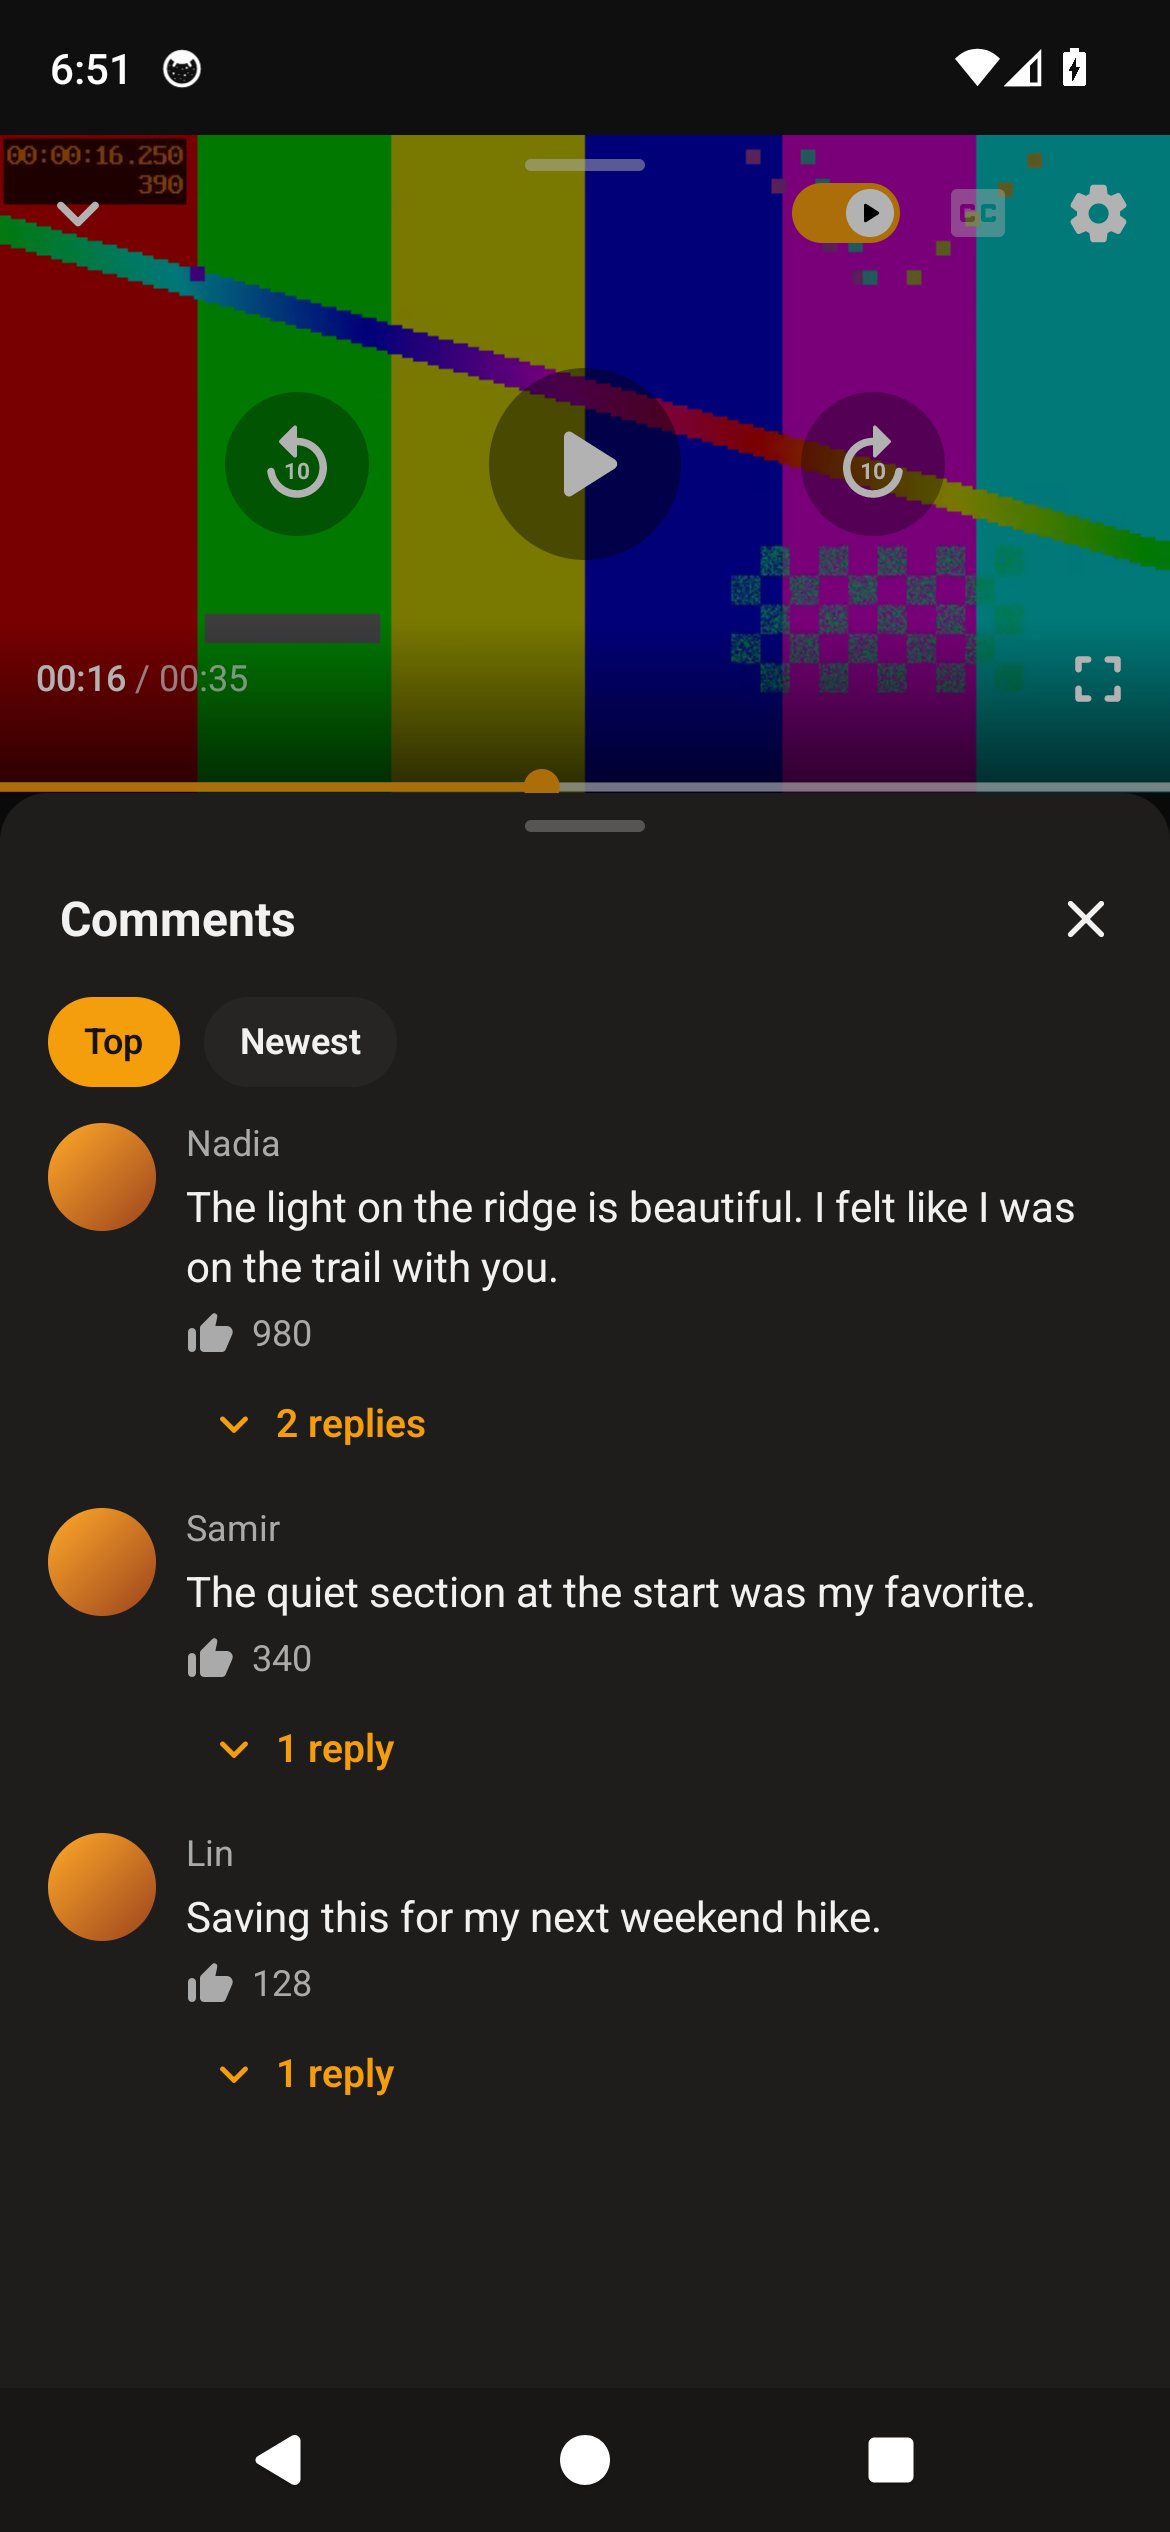 6:51
00:00:16.250
390
CC
10
10
00:16 / 00:35
Comments
Top
Newest
Nadia
The light on the ridge is beautiful. I felt like I was
on the trail with you.
980
2 replies
Samir
The quiet section at the start was my favorite.
340
1 reply
Lin
Saving this for my next weekend hike.
128
1 reply